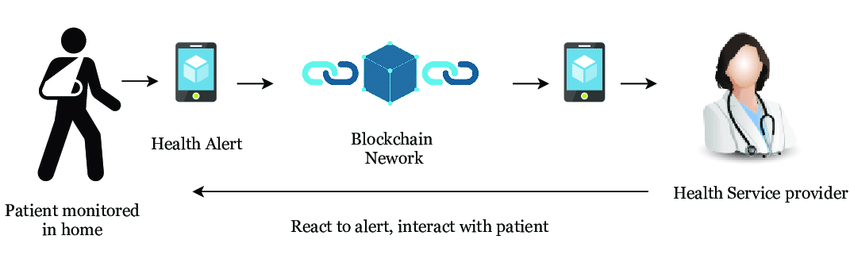 Health Alert
Blockchain
Nework
Patient monitored
in home
Health Service provider
React to alert, interact with patient